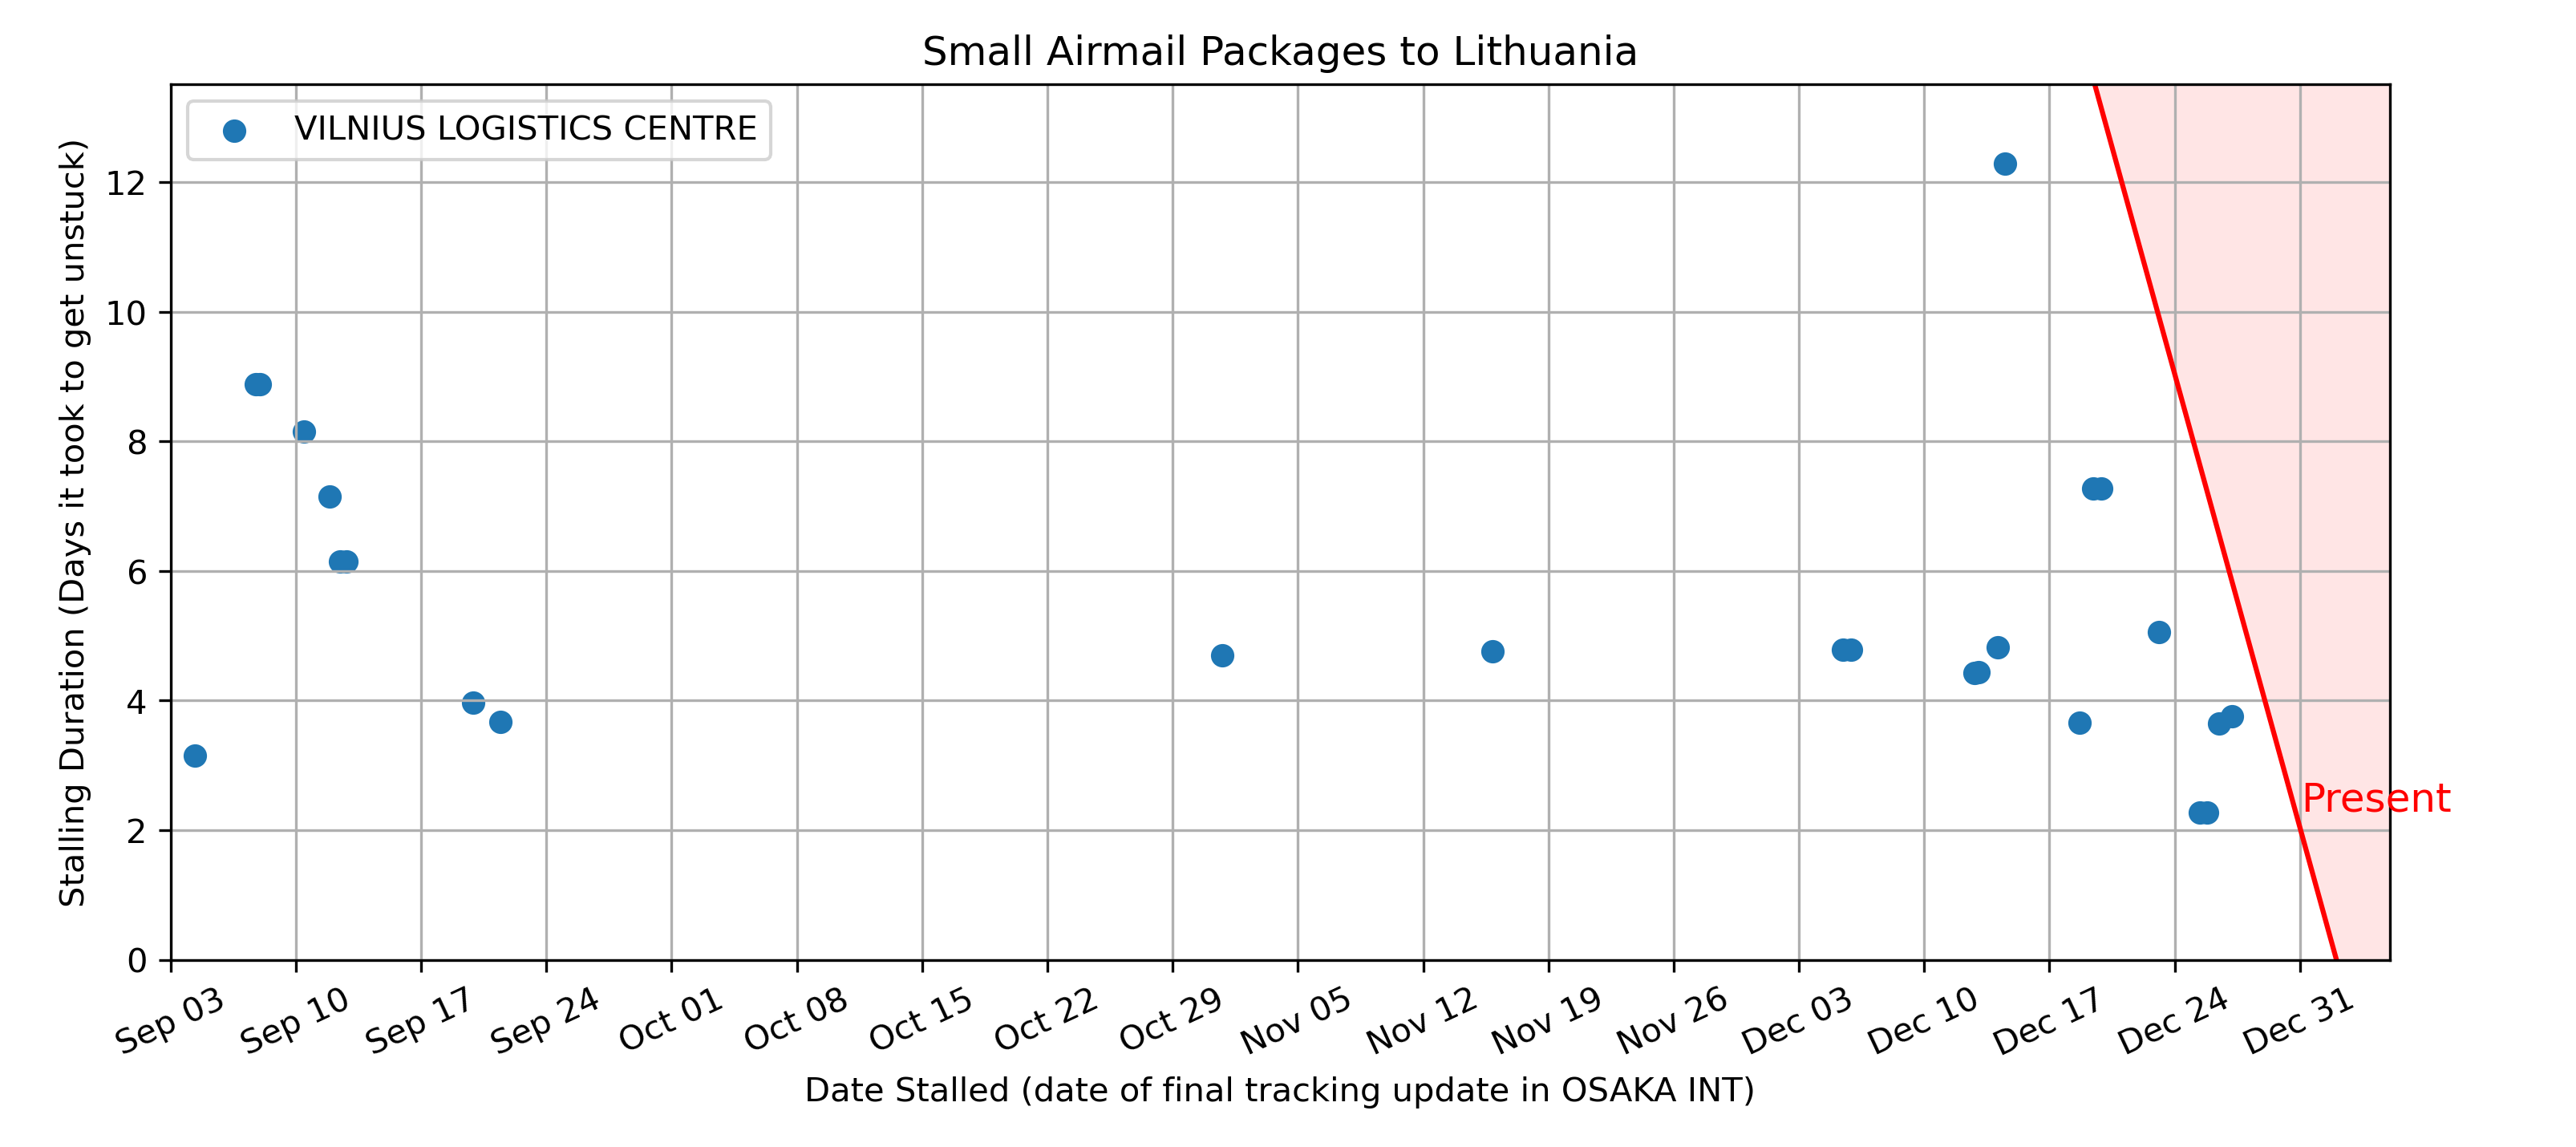 Small Airmail Packages to Lithuania
VILNIUS LOGISTICS CENTRE
Stalling Duration (Days it took to get unstuck)
12
10
8
6
4
2
0
Present
Sep 03
Sep 10
Sep 17
Sep 24
Oct 01
Oct 08
Oct 15
Oct 22
Oct 29
Nov 05
Nov 12
Nov 19
Nov 26
Dec 03
Dec 10
Dec 17
Dec 24
Dec 31
Date Stalled (date of final tracking update in OSAKA INT)